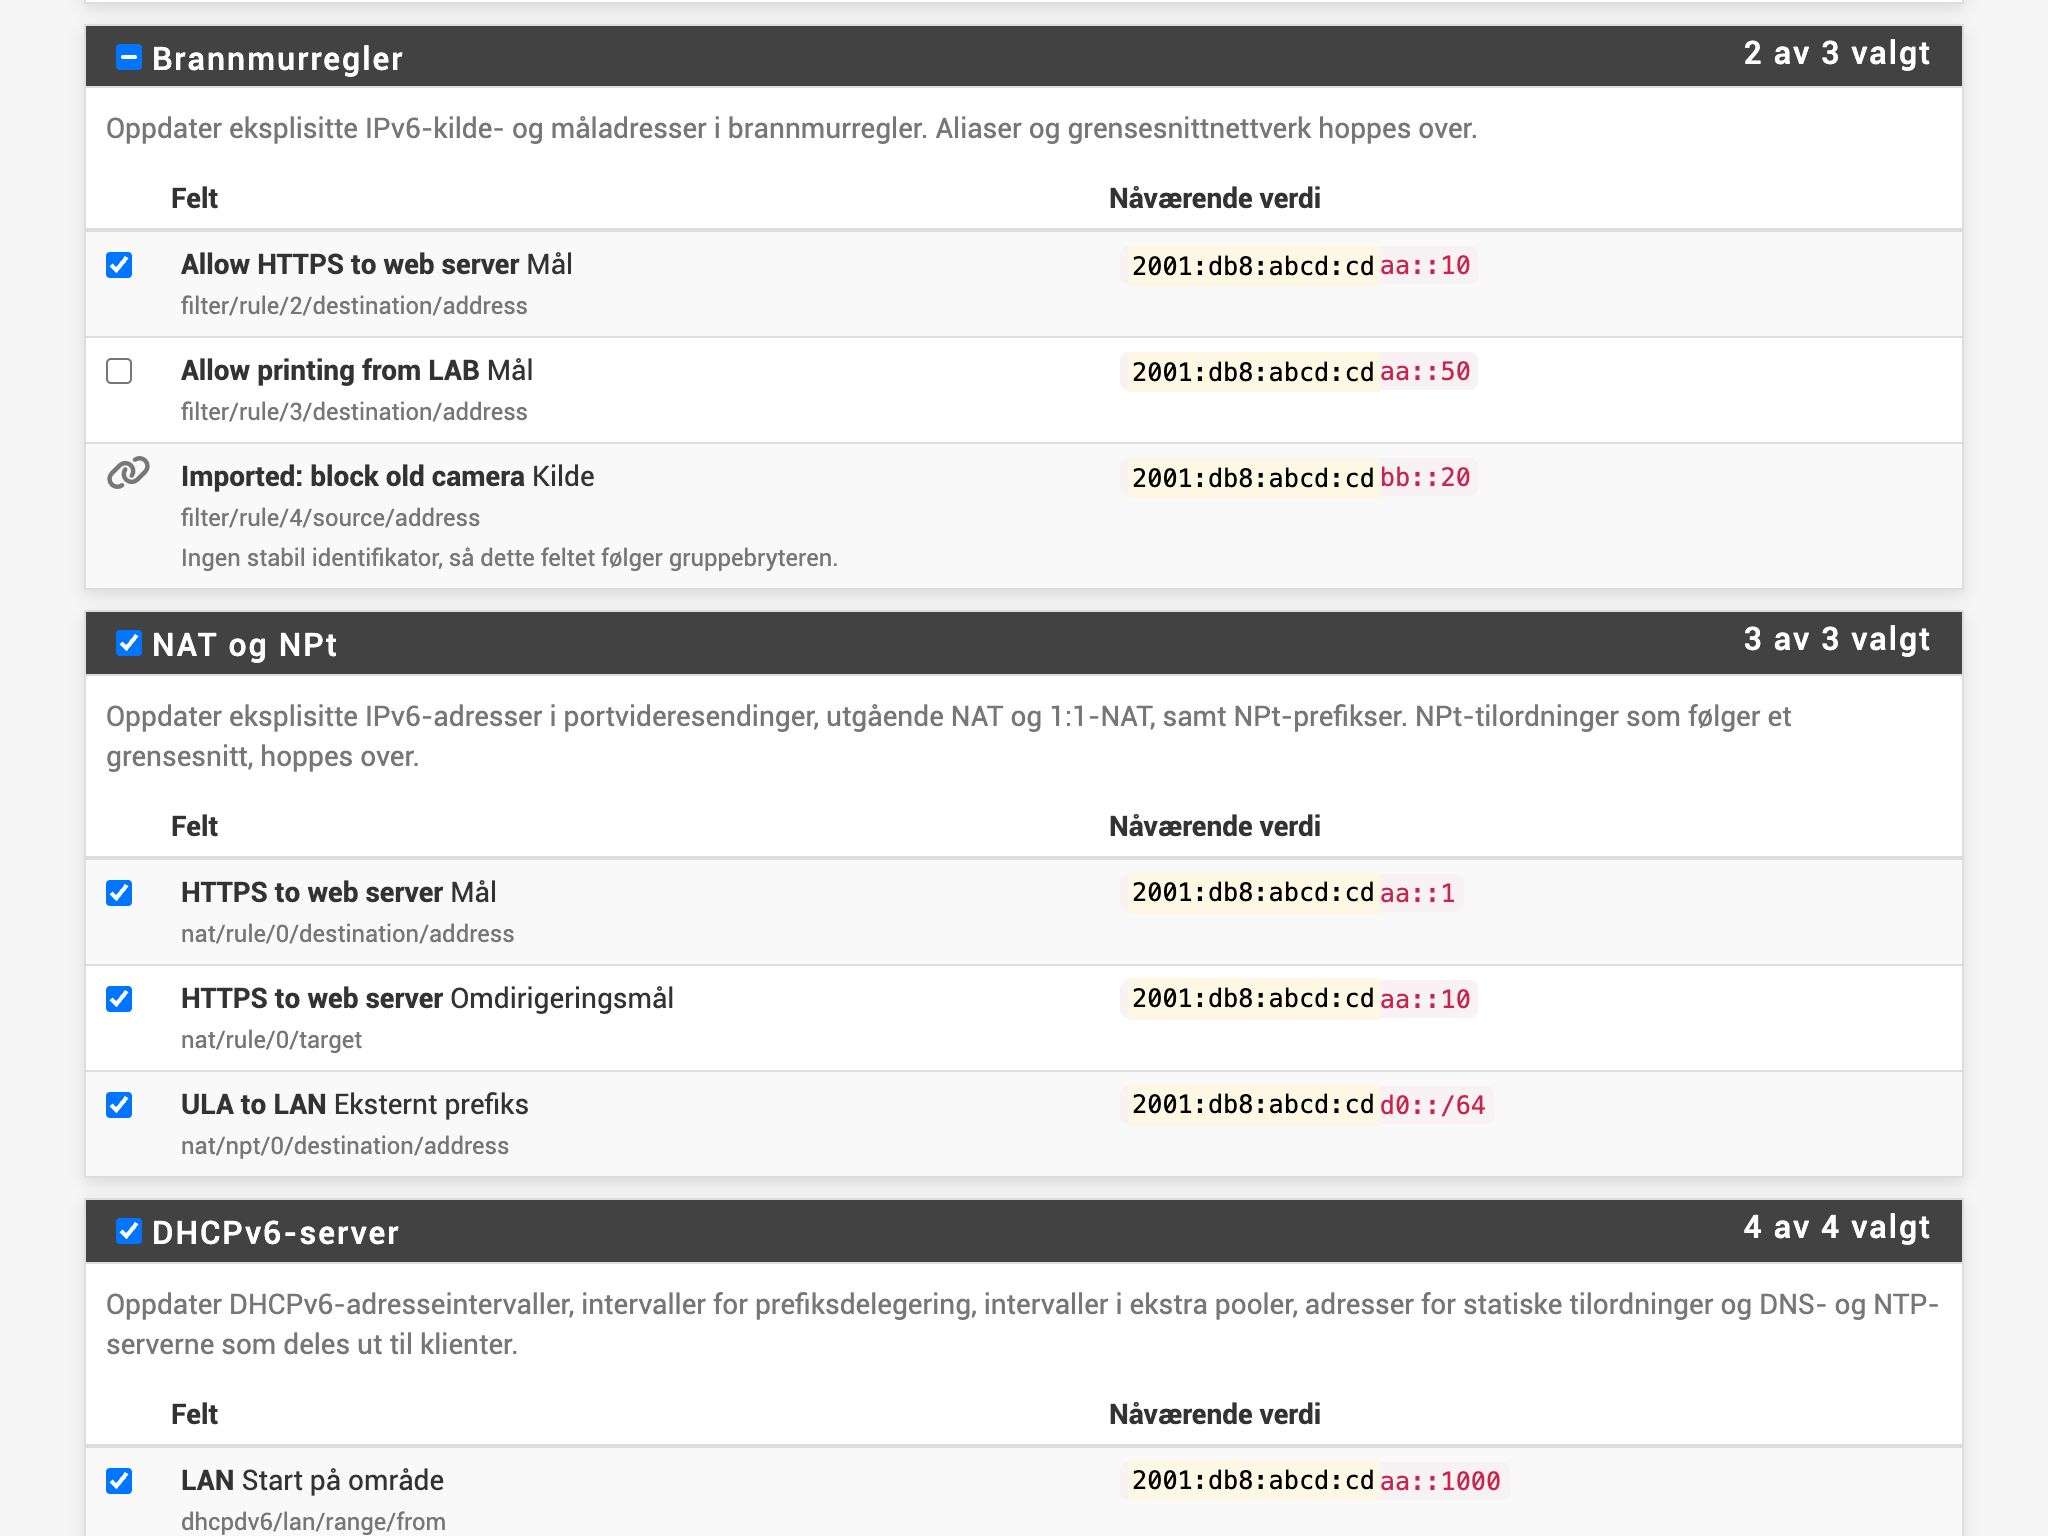 Brannmurregler
2 av 3 valgt
Oppdater eksplisitte IPv6-kilde- og måladresser i brannmurregler. Aliaser og grensesnittnettverk hoppes over.
Felt
Nåværende verdi
Allow HTTPS to web server Mål
2001:db8:abcd:cdaa::10
filter/rule/2/destination/address
Allow printing from LAB Mål
2001:db8:abcd:cdaa::50
filter/rule/3/destination/address
Imported: block old camera Kilde
2001:db8:abcd:cdbb::20
filter/rule/4/source/address
Ingen stabil identifikator, så dette feltet følger gruppebryteren.
NAT og NPt
3 av 3 valgt
Oppdater eksplisitte IPv6-adresser i portvideresendinger, utgående NAT og 1:1-NAT, samt NPt-prefikser. NPt-tilordninger som følger et
grensesnitt, hoppes over.
Felt
Nåværende verdi
HTTPS to web server Mål
2001:db8:abcd:cdaa::1
nat/rule/0/destination/address
HTTPS to web server Omdirigeringsmål
2001:db8:abcd:cdaa::10
nat/rule/0/target
ULA to LAN Eksternt prefiks
2001:db8:abcd:cdd0::/64
nat/npt/0/destination/address
DHCPv6-server
4 av 4 valgt
Oppdater DHCPv6-adresseintervaller, intervaller for prefiksdelegering, intervaller i ekstra pooler, adresser for statiske tilordninger og DNS- og NTP-
serverne som deles ut til klienter.
Felt
Nåværende verdi
LAN Start på område
2001:db8:abcd:cdaa::1000
dhcpdv6/lan/range/from